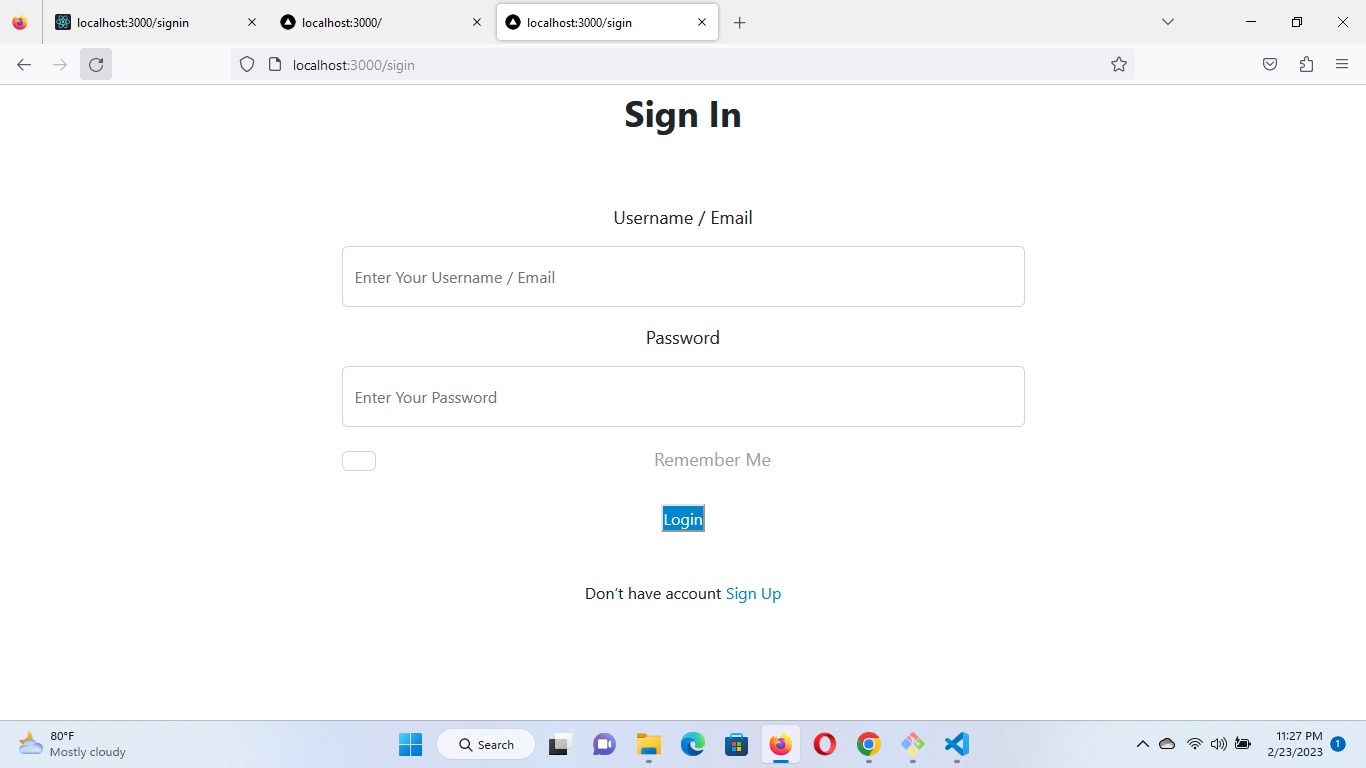 localhost:3000/signin
localhost:3000/
localhost:3000/sigin
localhost:3000/sigin
Sign In
Username / Email
Enter Your Username / Email
Password
Enter Your Password
Remember Me
Login
Don't have account Sign Up
80°F
Mostly cloudy
Search
11:27 PM
2/23/2023
1